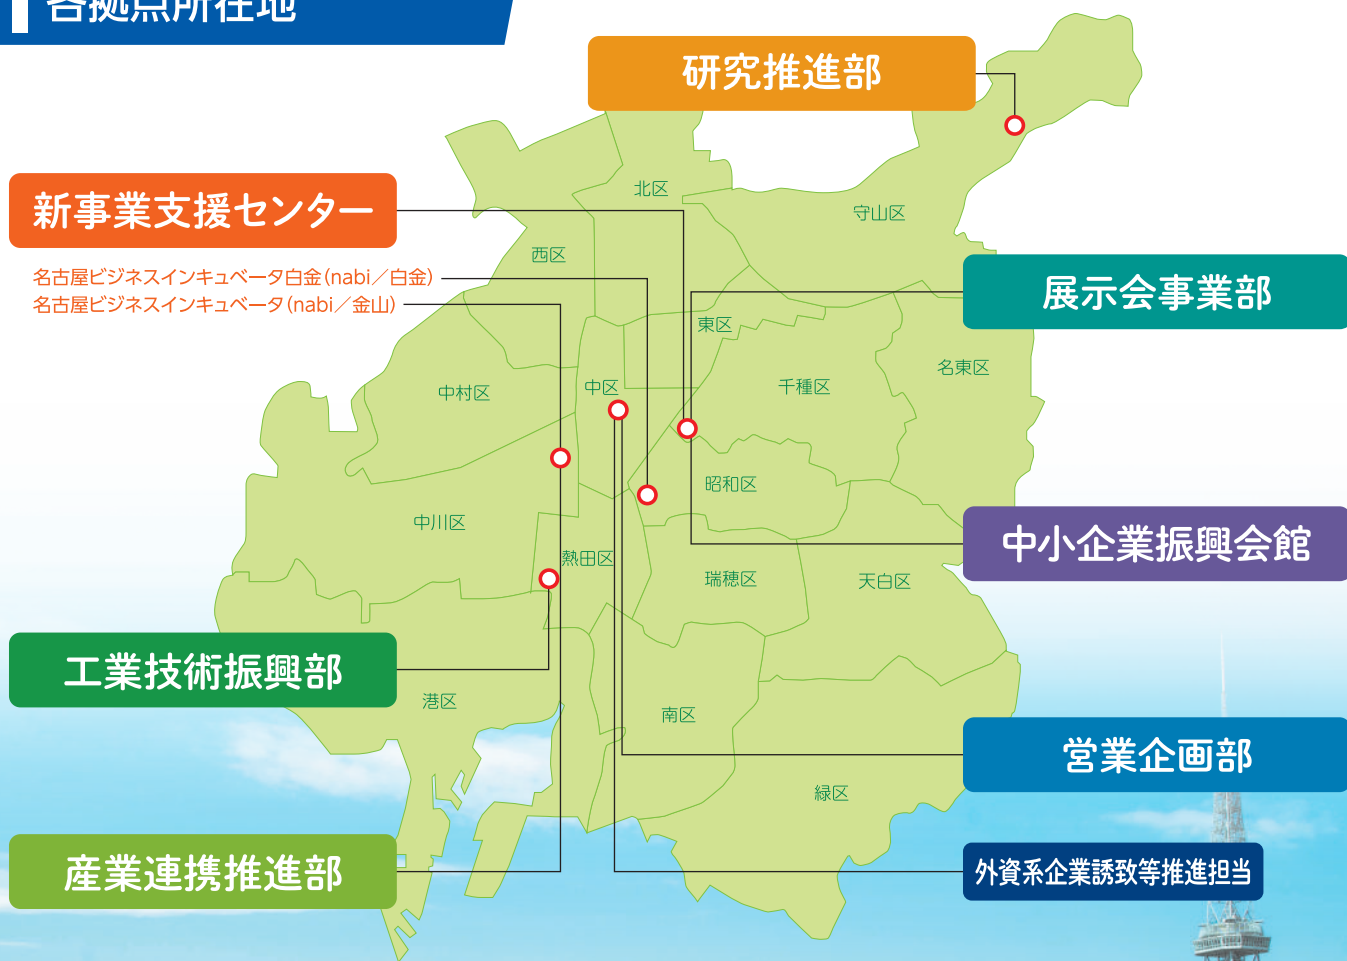 各拠点所在地
研究推進部
新事業支援センター
名古屋ビジネスインキュベータ白金(nabi／白金)
名古屋ビジネスインキュベータ(nabi／金山)
展示会事業部
北区
守山区
西区
東区
名東区
中村区
中区
千種区
昭和区
中川区
熱田区
瑞穂区
天白区
中小企業振興会館
工業技術振興部
港区
南区
営業企画部
緑区
産業連携推進部
外資系企業誘致等推進担当